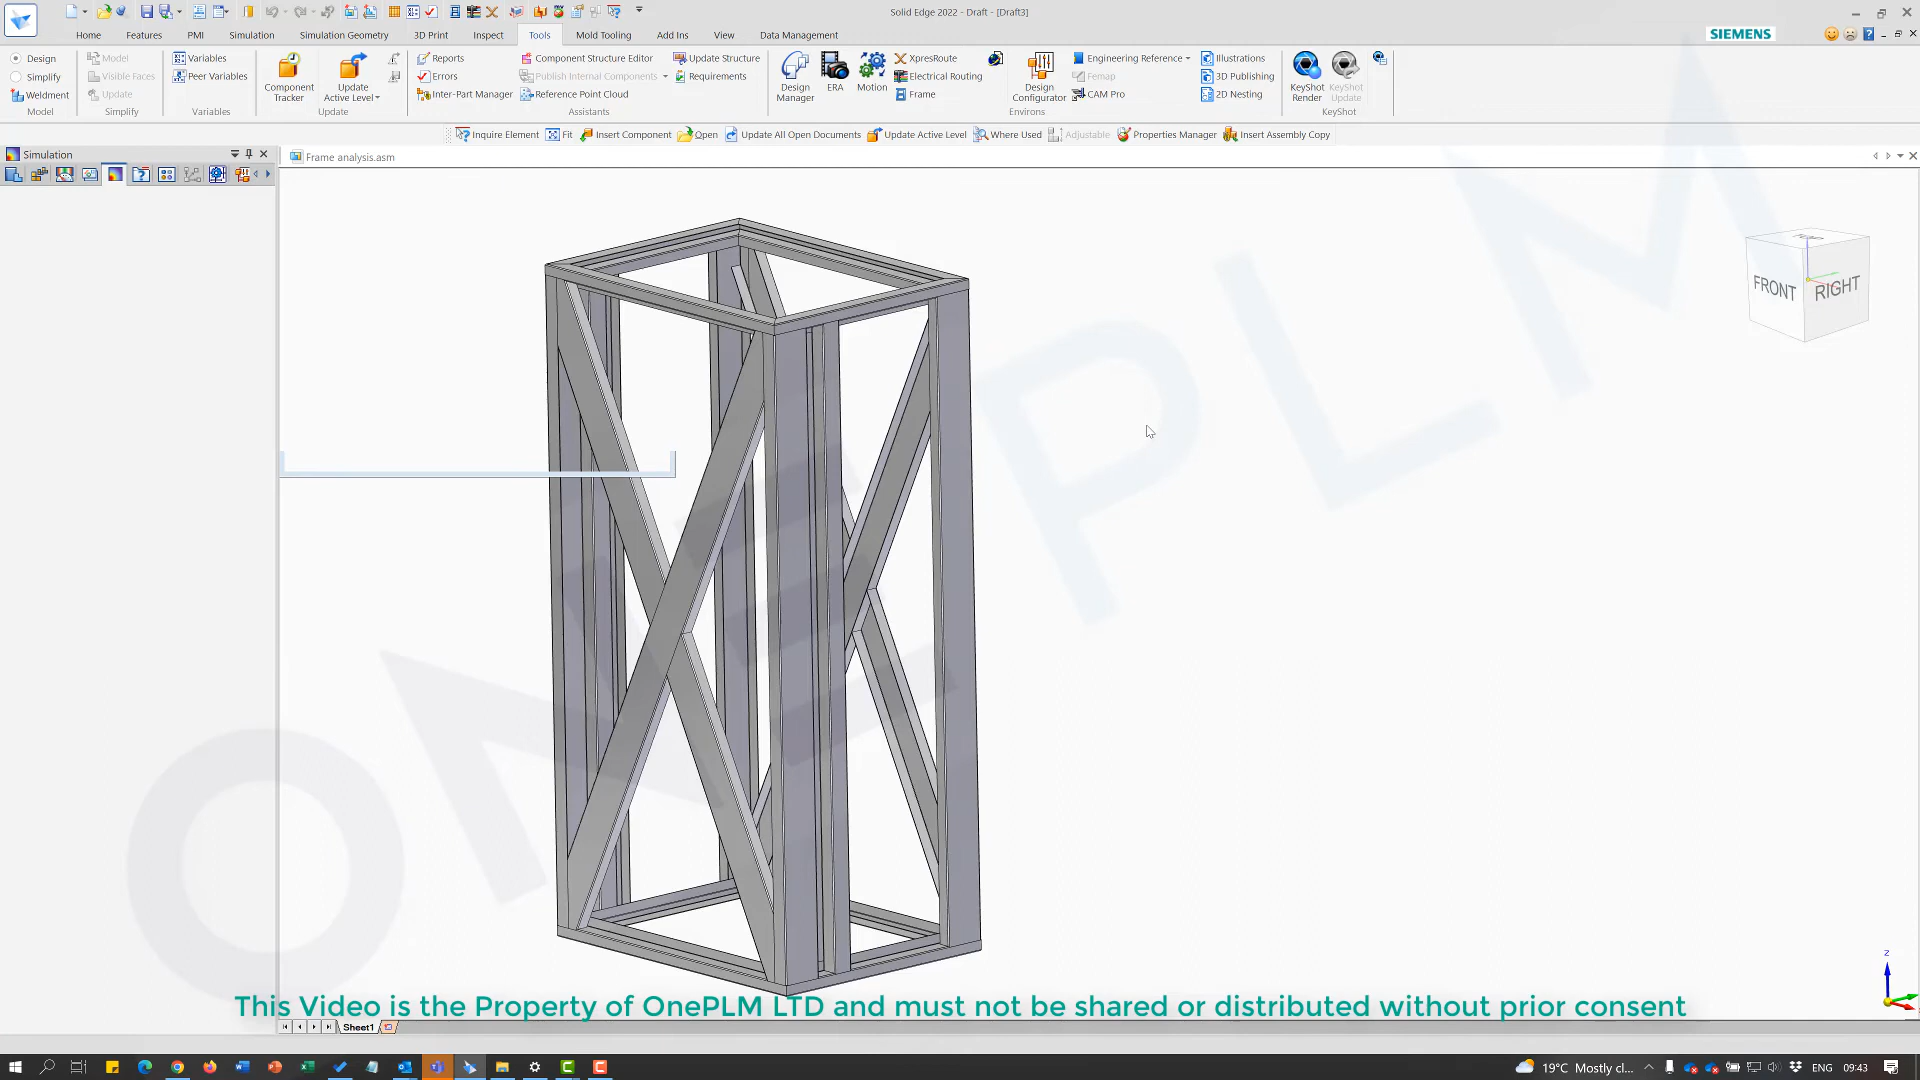 Solid Edge 2022 - Draft - [Draft3]
Home Features PMI Simulation Simulation Geometry 3D Print Inspect Tools Mold Tooling Add Ins View Data Management
SIEMENS
Design
Simplify
Weldment
Model
Model
Visible Faces
Update
Simplify
Variables
Peer Variables
Variables
Component Tracker
Update Active Level
Update
Reports
Errors
Inter-Part Manager
Component Structure Editor
Publish Internal Components
Reference Point Cloud
Update Structure
Requirements
Assistants
Design Manager
ERA
Motion
XpresRoute
Electrical Routing
Frame
Design Configurator
Engineering Reference
Femap
CAM Pro
Environs
Illustrations
3D Publishing
2D Nesting
KeyShot Render
KeyShot Update
KeyShot
Inquire Element Fit Insert Component Open Update All Open Documents Update Active Level Where Used Adjustable Properties Manager Insert Assembly Copy
Simulation
Frame analysis.asm
FRONT
RIGHT
ONEPLM
Z
This Video is the Property of OnePLM LTD and must not be shared or distributed without prior consent
Sheet1
19°C Mostly cl...
ENG
09:43